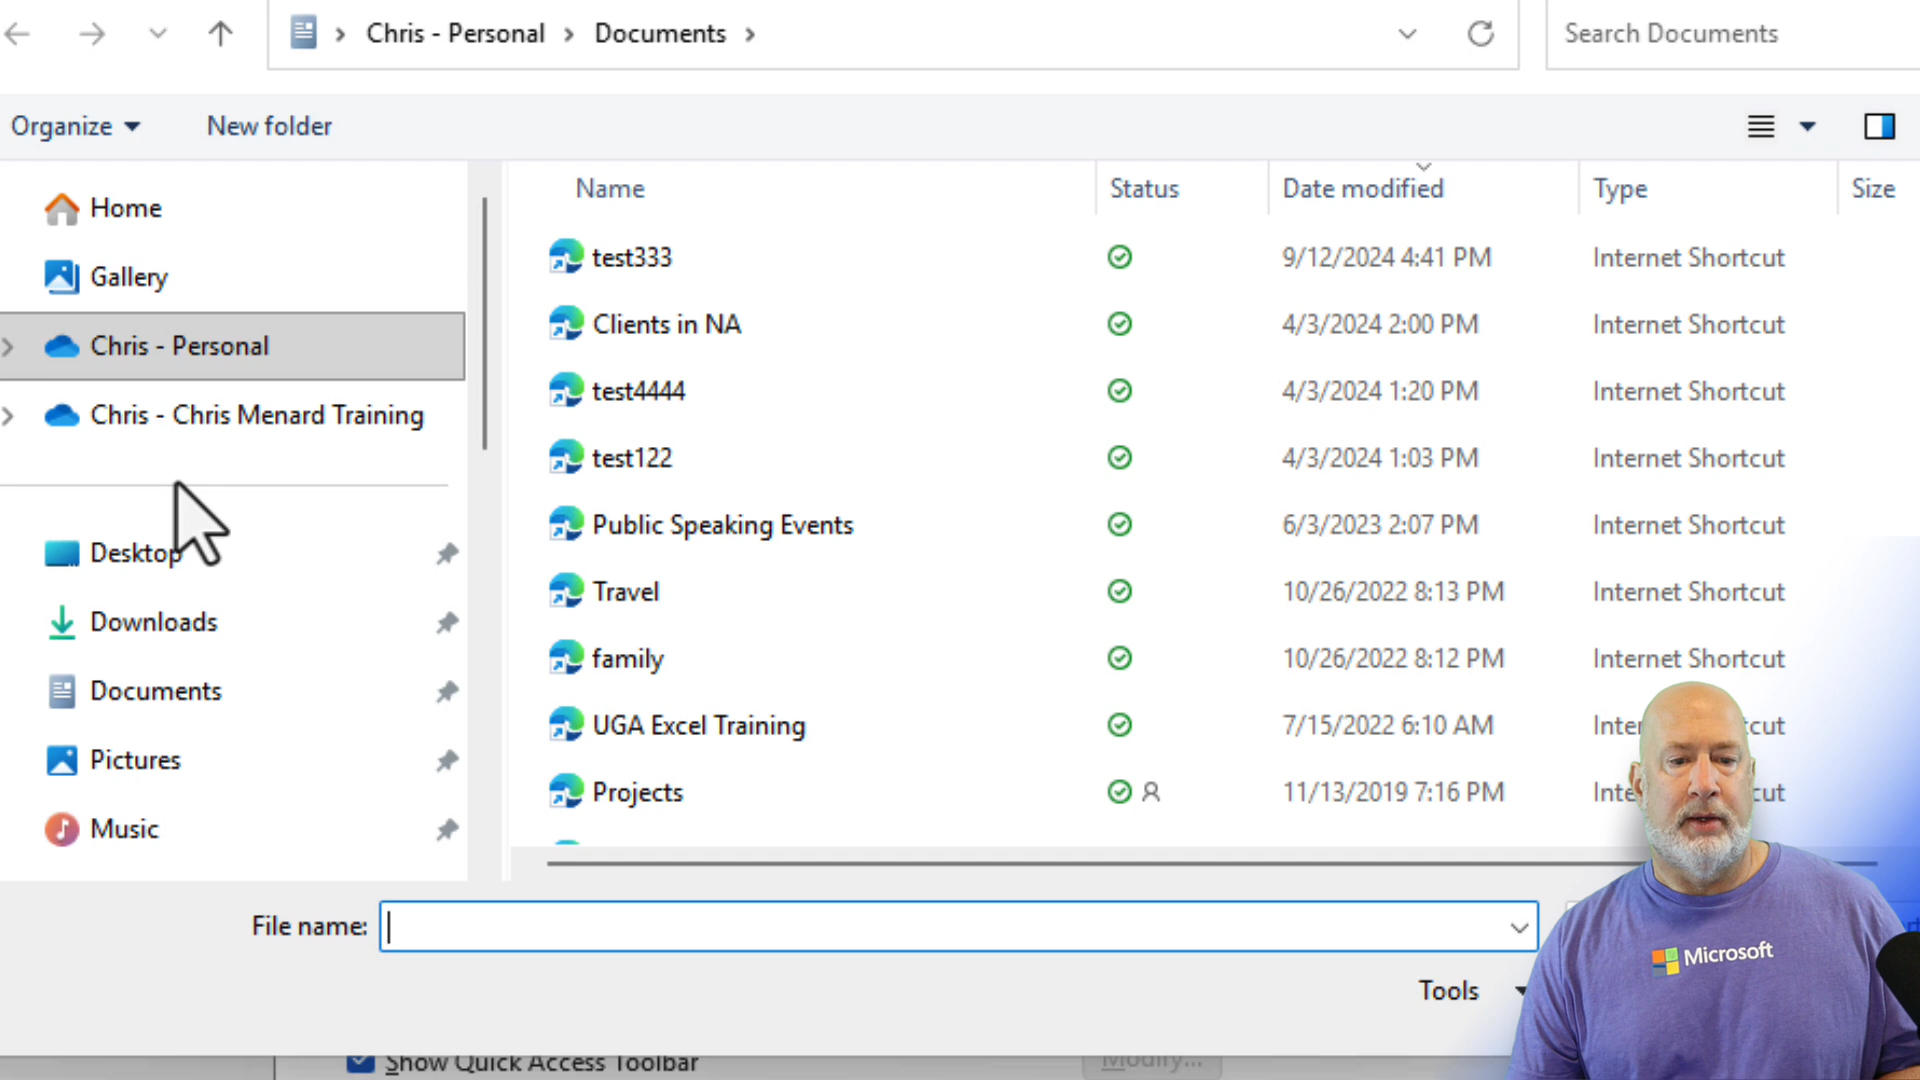 Chris - Personal > Documents >
Search Documents
Organize
New folder
Name
Status
Date modified
Type
Size
Home
Gallery
Chris - Personal
Chris - Chris Menard Training
Desktop
Downloads
Documents
Pictures
Music
test333 9/12/2024 4:41 PM Internet Shortcut
Clients in NA 4/3/2024 2:00 PM Internet Shortcut
test4444 4/3/2024 1:20 PM Internet Shortcut
test122 4/3/2024 1:03 PM Internet Shortcut
Public Speaking Events 6/3/2023 2:07 PM Internet Shortcut
Travel 10/26/2022 8:13 PM Internet Shortcut
family 10/26/2022 8:12 PM Internet Shortcut
UGA Excel Training 7/15/2022 6:10 AM
Projects 11/13/2019 7:16 PM
File name:
Tools
Show Quick Access Toolbar
Modify...
Microsoft